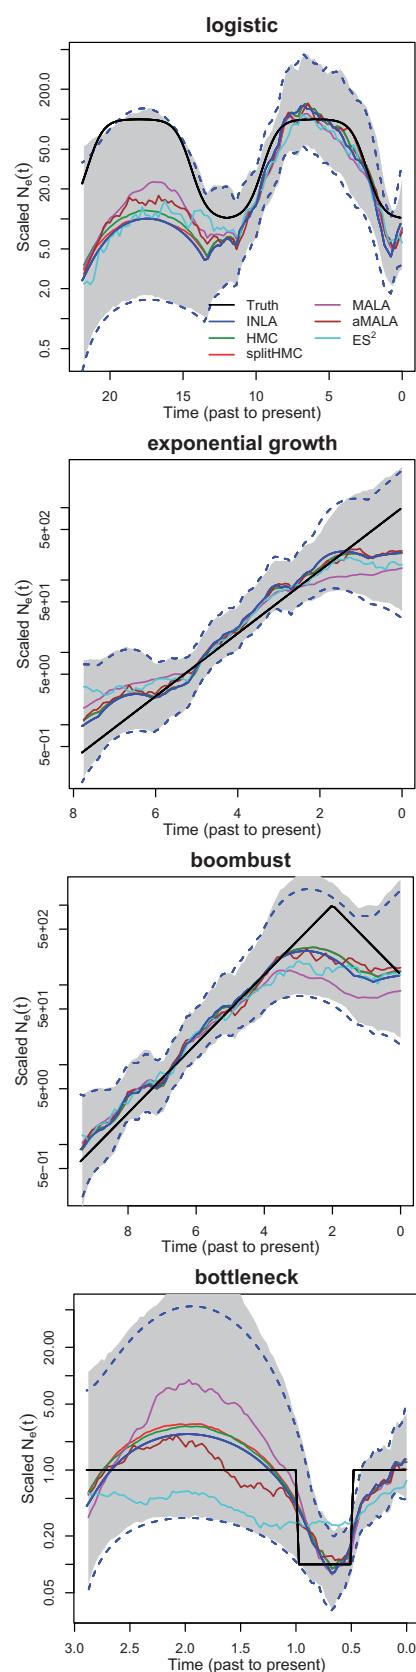 logistic
Scaled Nₑ(t)
200.0
50.0
20.0
5.0
2.0
0.5
Truth
INLA
HMC
splitHMC
MALA
aMALA
ES²
20 15 10 5 0
Time (past to present)
exponential growth
Scaled Nₑ(t)
5e+02
5e+01
5e+00
5e−01
8 6 4 2 0
Time (past to present)
boombust
Scaled Nₑ(t)
5e+02
5e+01
5e+00
5e−01
8 6 4 2 0
Time (past to present)
bottleneck
Scaled Nₑ(t)
20.00
5.00
1.00
0.20
0.05
3.0 2.5 2.0 1.5 1.0 0.5 0.0
Time (past to present)